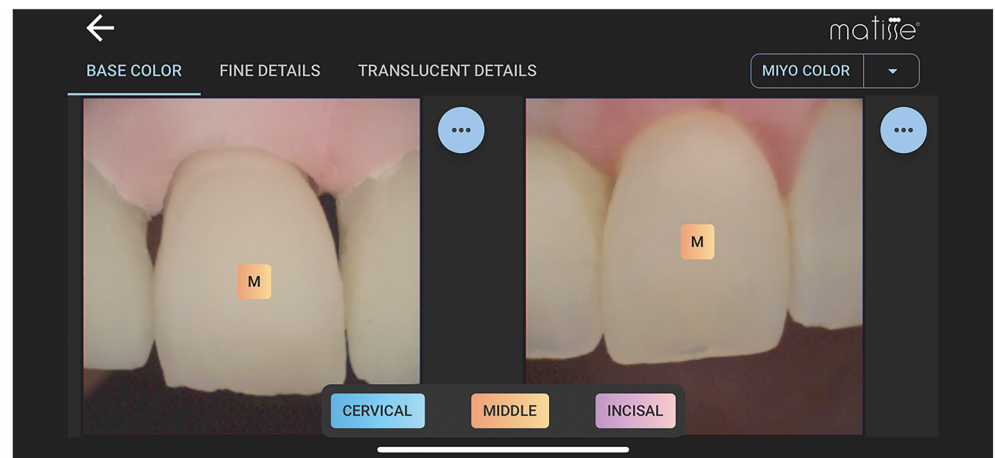 matisse
BASE COLOR FINE DETAILS TRANSLUCENT DETAILS MIYO COLOR
M M
CERVICAL MIDDLE INCISAL